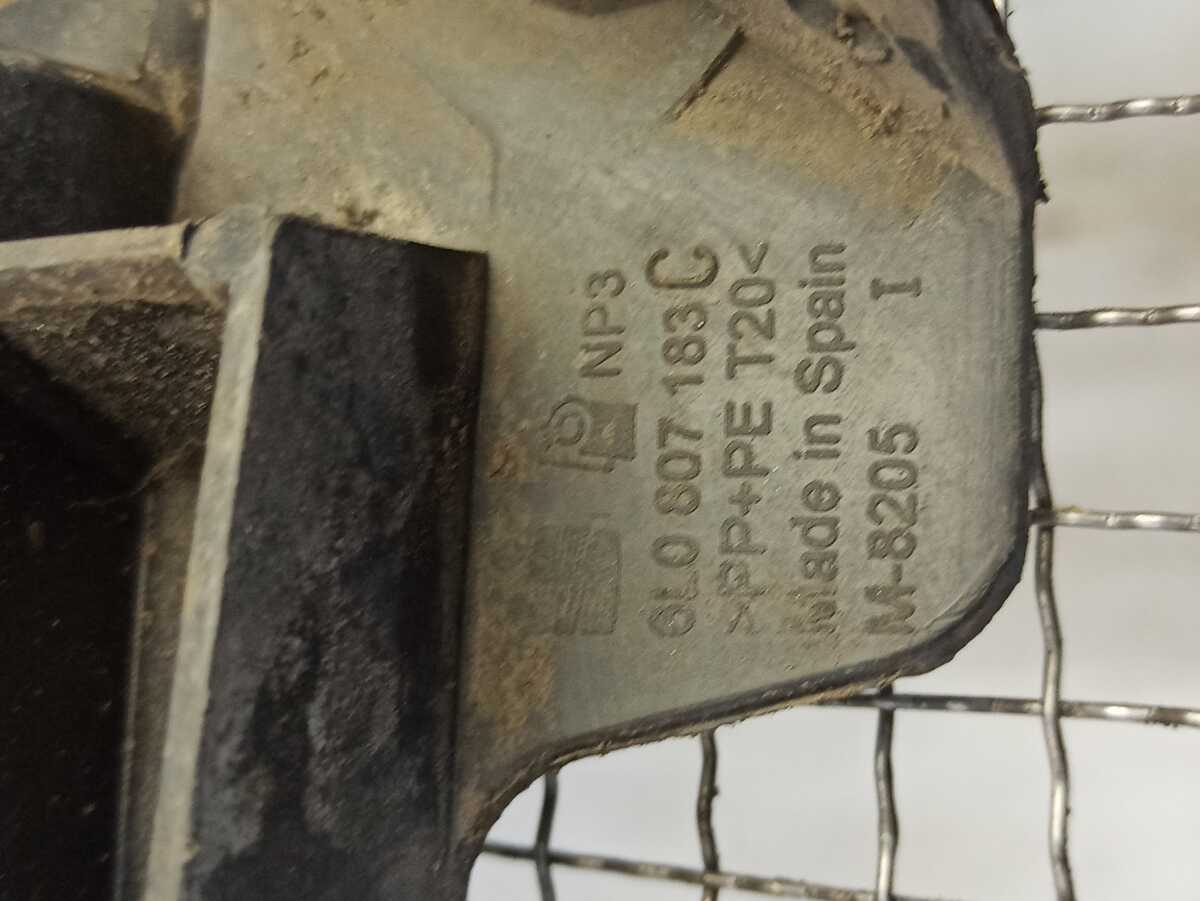 NP3
6L0 807 183 C
>PP+PE T20<
Made in Spain
M-8205 I